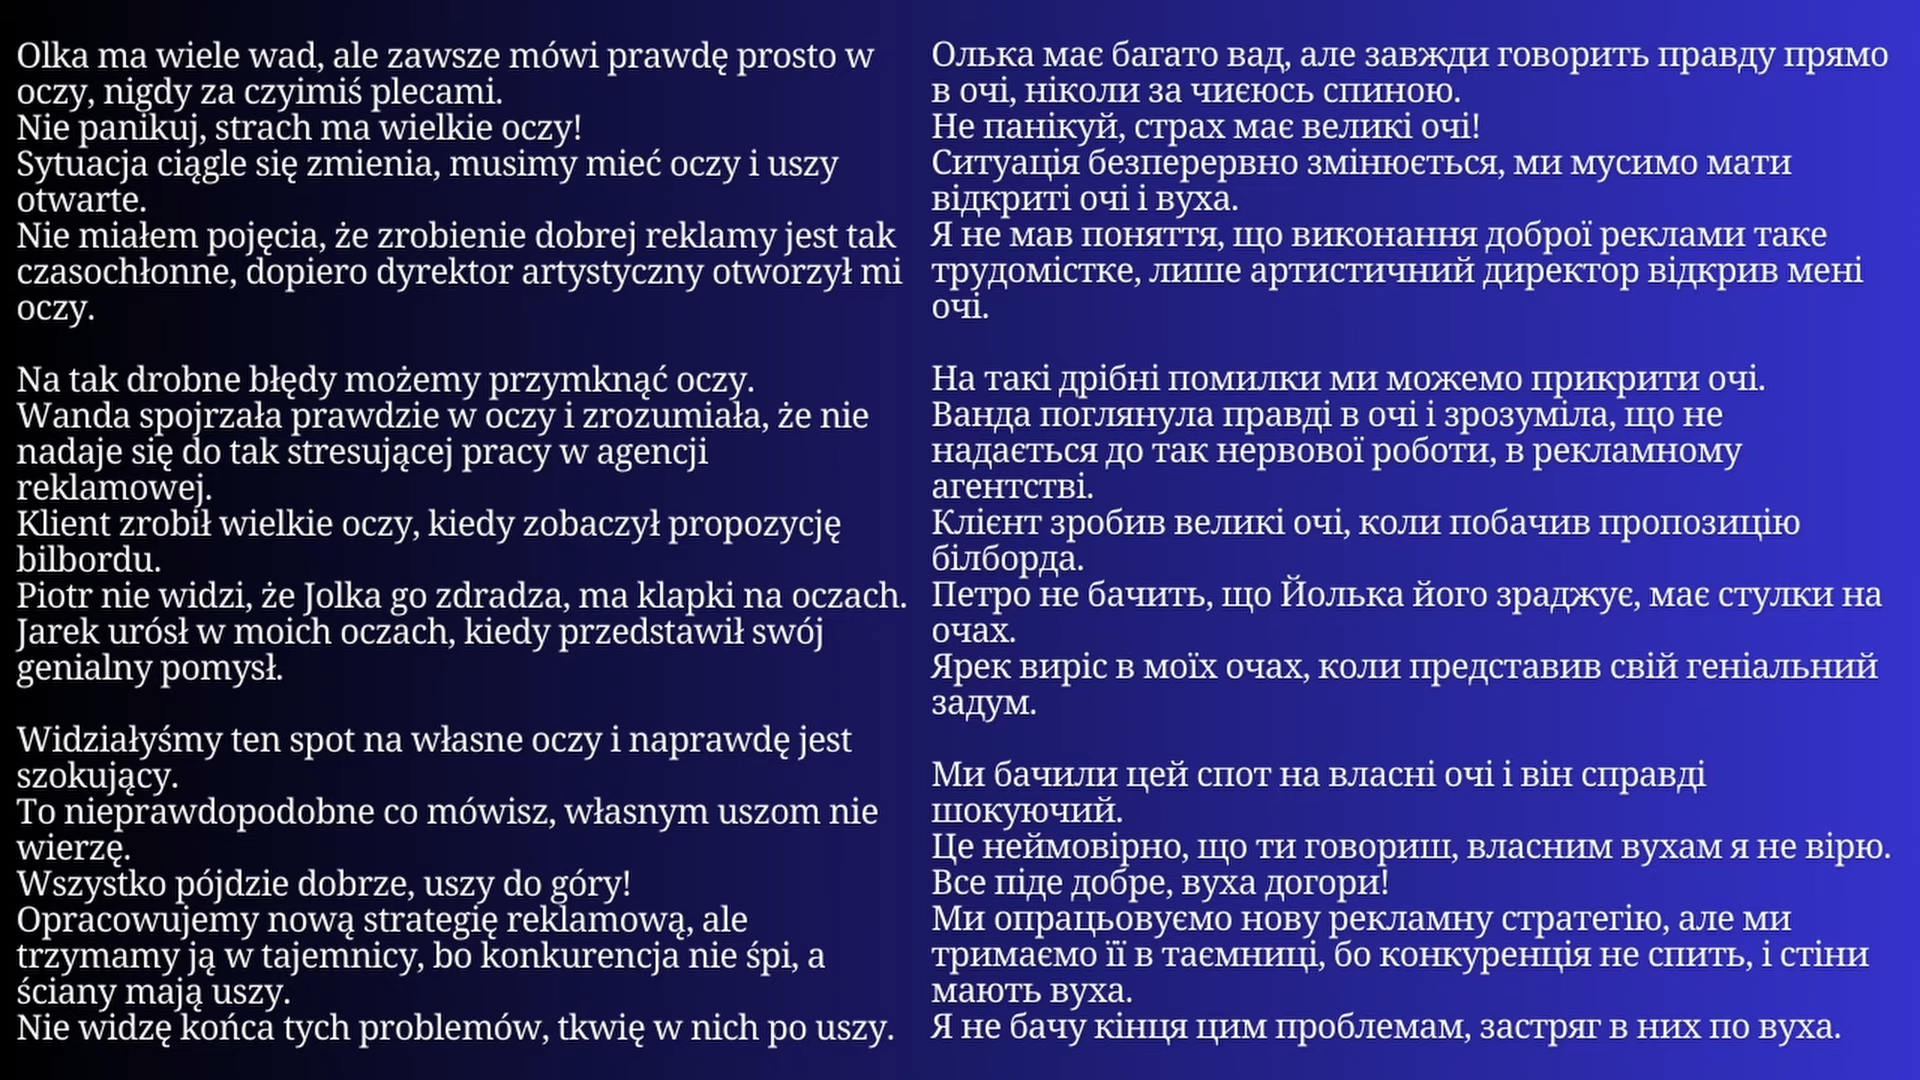 Olka ma wiele wad, ale zawsze mówi prawdę prosto w
oczy, nigdy za czyimiś plecami.
Nie panikuj, strach ma wielkie oczy!
Sytuacja ciągle się zmienia, musimy mieć oczy i uszy
otwarte.
Nie miałem pojęcia, że zrobienie dobrej reklamy jest tak
czasochłonne, dopiero dyrektor artystyczny otworzył mi
oczy.
Na tak drobne błędy możemy przymknąć oczy.
Wanda spojrzała prawdzie w oczy i zrozumiała, że nie
nadaje się do tak stresującej pracy w agencji
reklamowej.
Klient zrobił wielkie oczy, kiedy zobaczył propozycję
bilbordu.
Piotr nie widzi, że Jolka go zdradza, ma klapki na oczach.
Jarek urósł w moich oczach, kiedy przedstawił swój
genialny pomysł.
Widziałyśmy ten spot na własne oczy i naprawdę jest
szokujący.
To nieprawdopodobne co mówisz, własnym uszom nie
wierzę.
Wszystko pójdzie dobrze, uszy do góry!
Opracowujemy nową strategię reklamową, ale
trzymamy ją w tajemnicy, bo konkurencja nie śpi, a
ściany mają uszy.
Nie widzę końca tych problemów, tkwię w nich po uszy.
Олька має багато вад, але завжди говорить правду прямо
в очі, ніколи за чиєюсь спиною.
Не панікуй, страх має великі очі!
Ситуація безперервно змінюється, ми мусимо мати
відкриті очі і вуха.
Я не мав поняття, що виконання доброї реклами таке
трудомістке, лише артистичний директор відкрив мені
очі.
На такі дрібні помилки ми можемо прикрити очі.
Ванда поглянула правді в очі і зрозуміла, що не
надається до так нервової роботи, в рекламному
агентстві.
Клієнт зробив великі очі, коли побачив пропозицію
білборда.
Петро не бачить, що Йолька його зраджує, має стулки на
очах.
Ярек виріс в моїх очах, коли представив свій геніальний
задум.
Ми бачили цей спот на власні очі і він справді
шокуючий.
Це неймовірно, що ти говориш, власним вухам я не вірю.
Все піде добре, вуха догори!
Ми опрацьовуємо нову рекламну стратегію, але ми
тримаємо її в таємниці, бо конкуренція не спить, і стіни
мають вуха.
Я не бачу кінця цим проблемам, застряг в них по вуха.